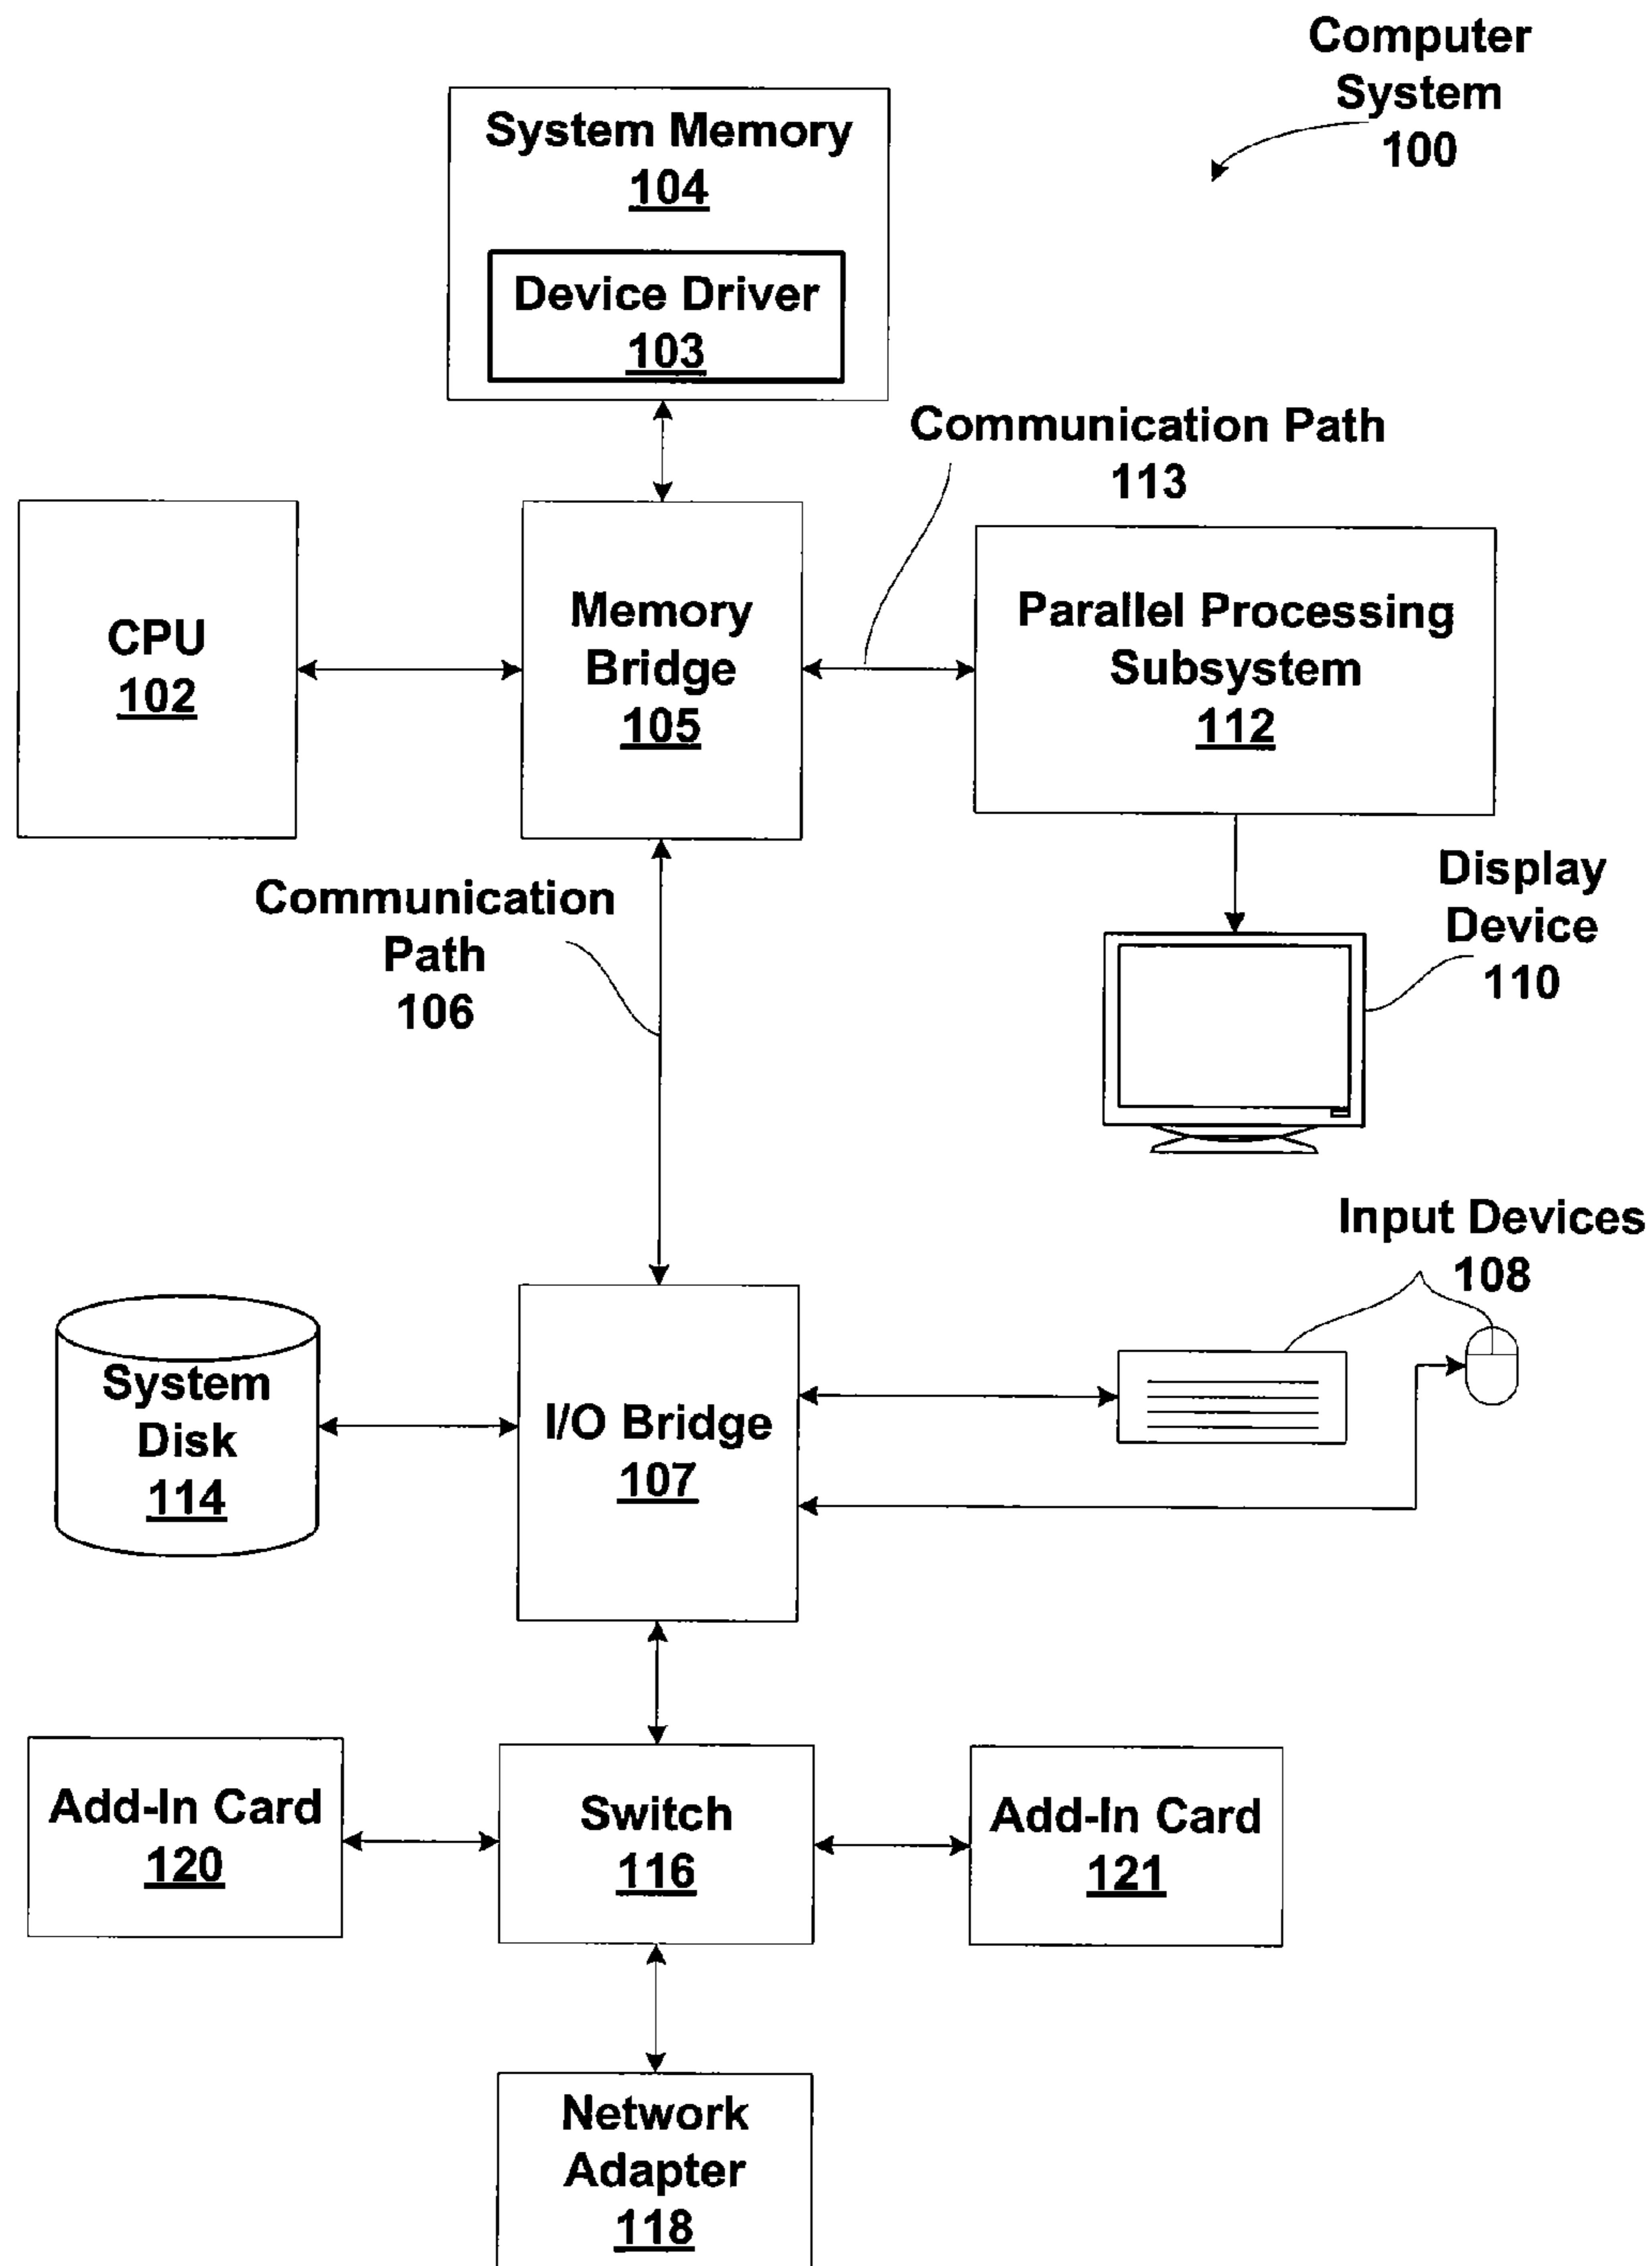 Computer
System
100
System Memory
104
Device Driver
103
Communication Path
113
CPU
102
Memory
Bridge
105
Parallel Processing
Subsystem
112
Communication
Path
106
Display
Device
110
Input Devices
108
System
Disk
114
I/O Bridge
107
Add-In Card
120
Switch
116
Add-In Card
121
Network
Adapter
118